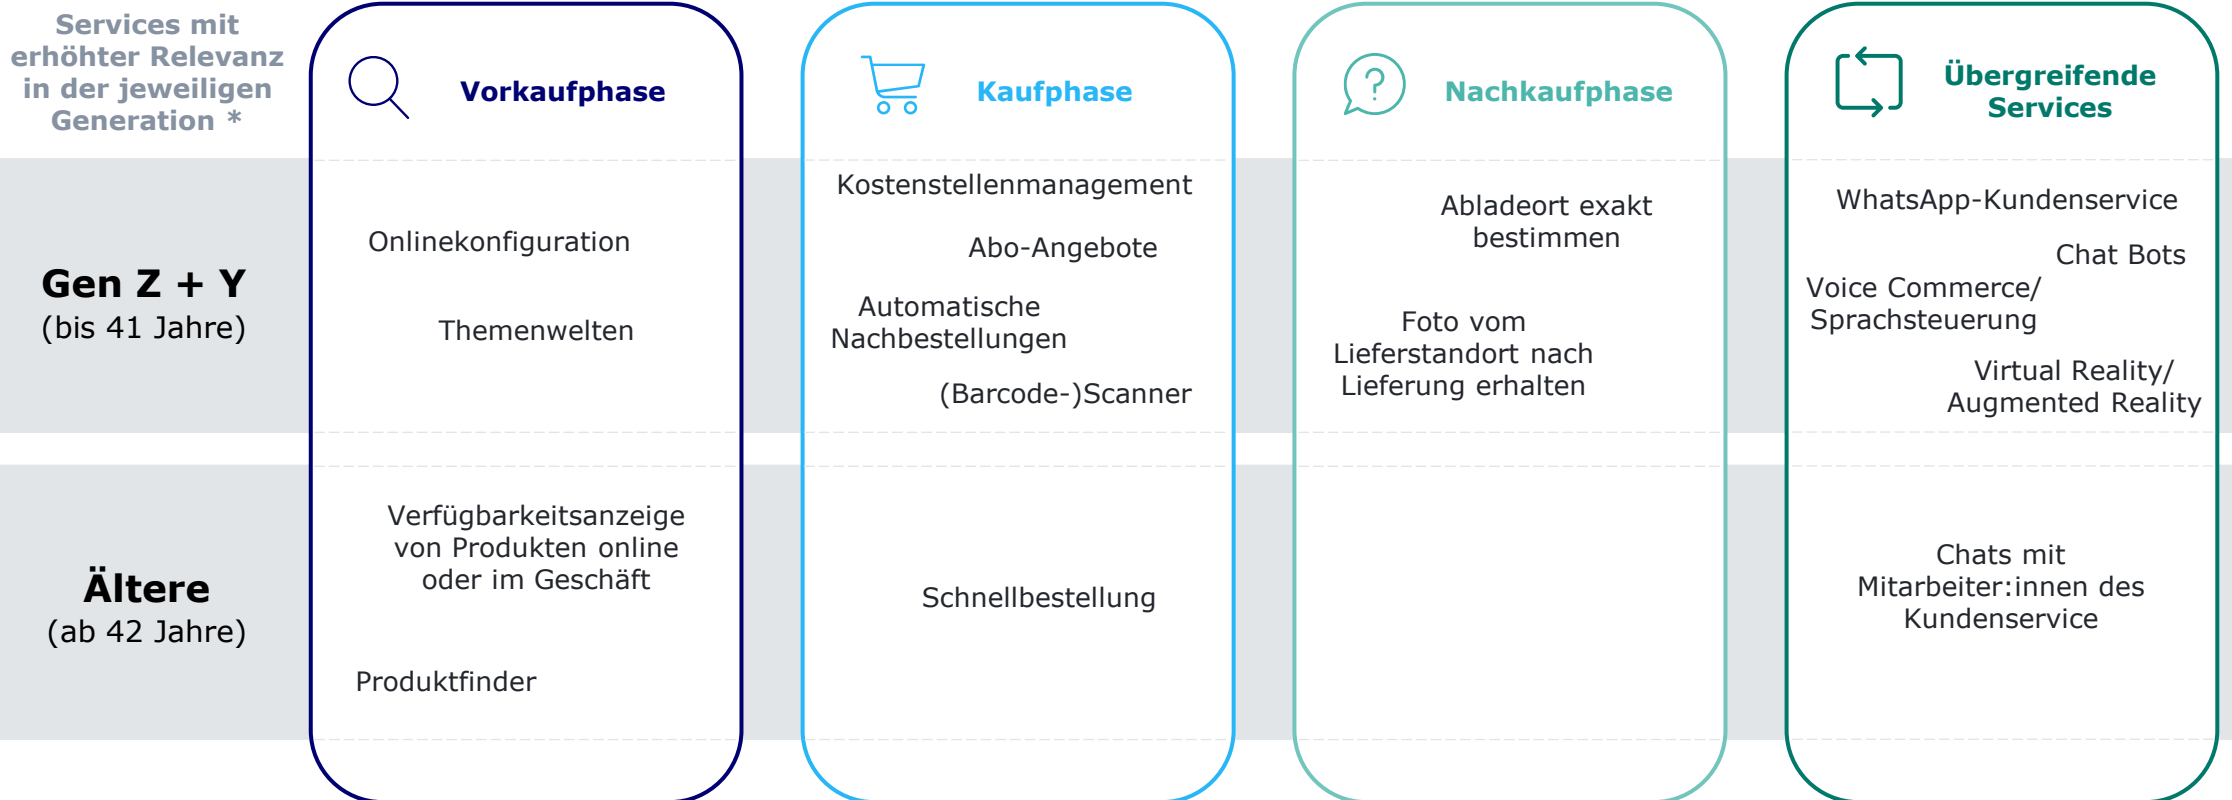 Services mit
erhöhter Relevanz
in der jeweiligen
Generation *
Vorkaufphase
Kaufphase
Nachkaufphase
Übergreifende
Services
Gen Z + Y
(bis 41 Jahre)
Onlinekonfiguration
Themenwelten
Kostenstellenmanagement
Abo-Angebote
Automatische
Nachbestellungen
(Barcode-)Scanner
Abladeort exakt
bestimmen
Foto vom
Lieferstandort nach
Lieferung erhalten
WhatsApp-Kundenservice
Chat Bots
Voice Commerce/
Sprachsteuerung
Virtual Reality/
Augmented Reality
Ältere
(ab 42 Jahre)
Verfügbarkeitsanzeige
von Produkten online
oder im Geschäft
Produktfinder
Schnellbestellung
Chats mit
Mitarbeiter:innen des
Kundenservice